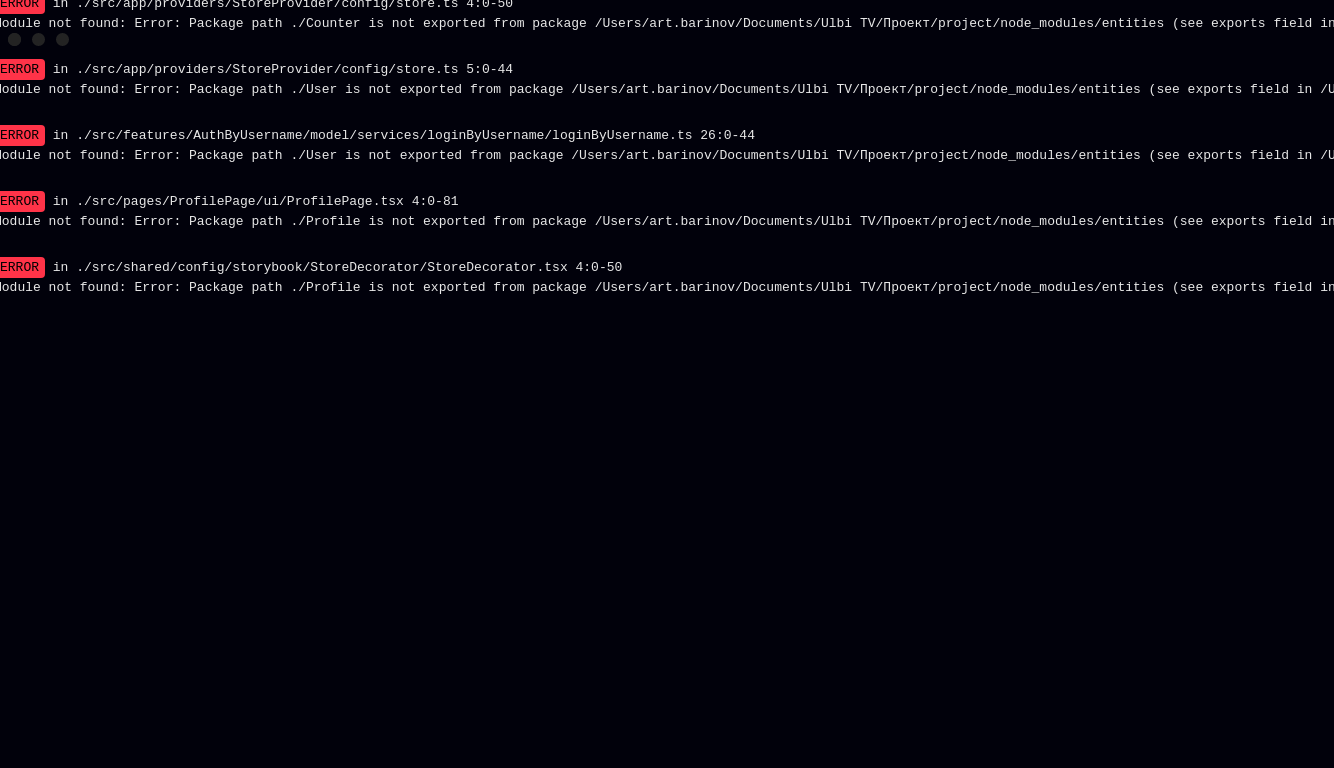 ERROR in ./src/app/providers/StoreProvider/config/store.ts 4:0-50
Module not found: Error: Package path ./Counter is not exported from package /Users/art.barinov/Documents/Ulbi TV/Проект/project/node_modules/entities (see exports field in
ERROR in ./src/app/providers/StoreProvider/config/store.ts 5:0-44
Module not found: Error: Package path ./User is not exported from package /Users/art.barinov/Documents/Ulbi TV/Проект/project/node_modules/entities (see exports field in /U
ERROR in ./src/features/AuthByUsername/model/services/loginByUsername/loginByUsername.ts 26:0-44
Module not found: Error: Package path ./User is not exported from package /Users/art.barinov/Documents/Ulbi TV/Проект/project/node_modules/entities (see exports field in /U
ERROR in ./src/pages/ProfilePage/ui/ProfilePage.tsx 4:0-81
Module not found: Error: Package path ./Profile is not exported from package /Users/art.barinov/Documents/Ulbi TV/Проект/project/node_modules/entities (see exports field in
ERROR in ./src/shared/config/storybook/StoreDecorator/StoreDecorator.tsx 4:0-50
Module not found: Error: Package path ./Profile is not exported from package /Users/art.barinov/Documents/Ulbi TV/Проект/project/node_modules/entities (see exports field in